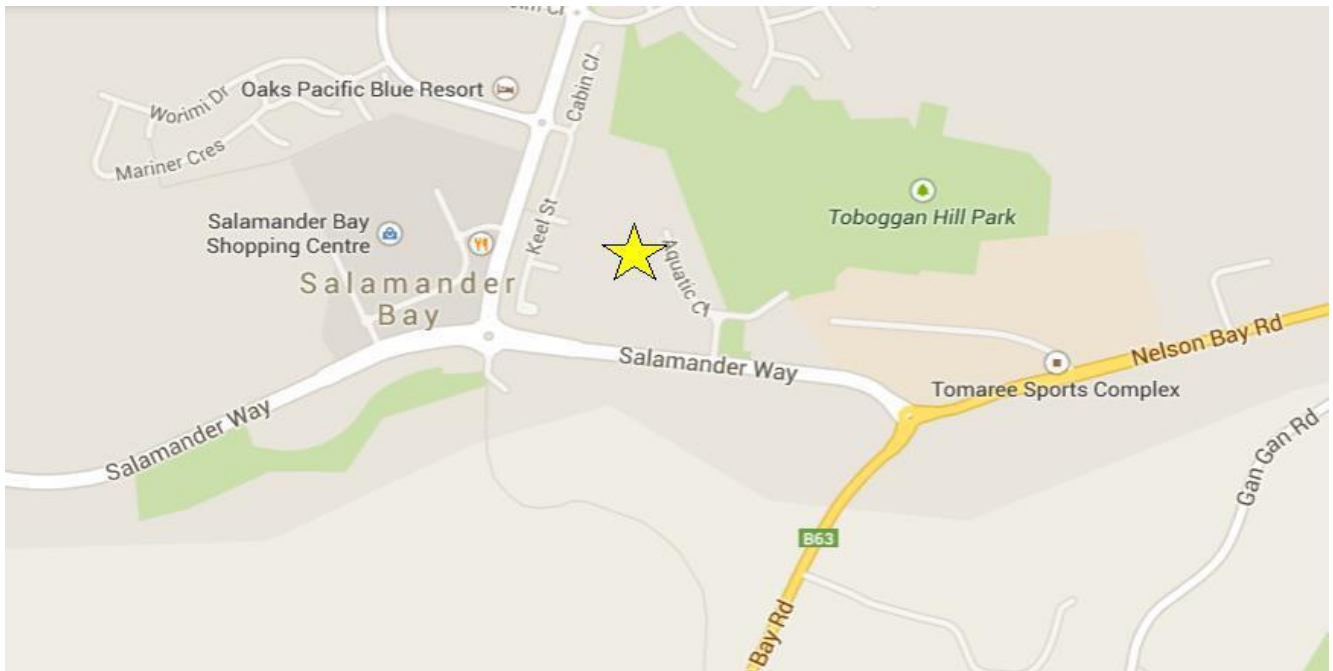 Oaks Pacific Blue Resort
Cabin Cl
Worimi Dr
Mariner Cres
Toboggan Hill Park
Salamander Bay
Shopping Centre
Keel St
Aquatic Cl
Salamander
Bay
Nelson Bay Rd
Salamander Way
Tomaree Sports Complex
Salamander Way
Gan Gan Rd
B63
Bay Rd